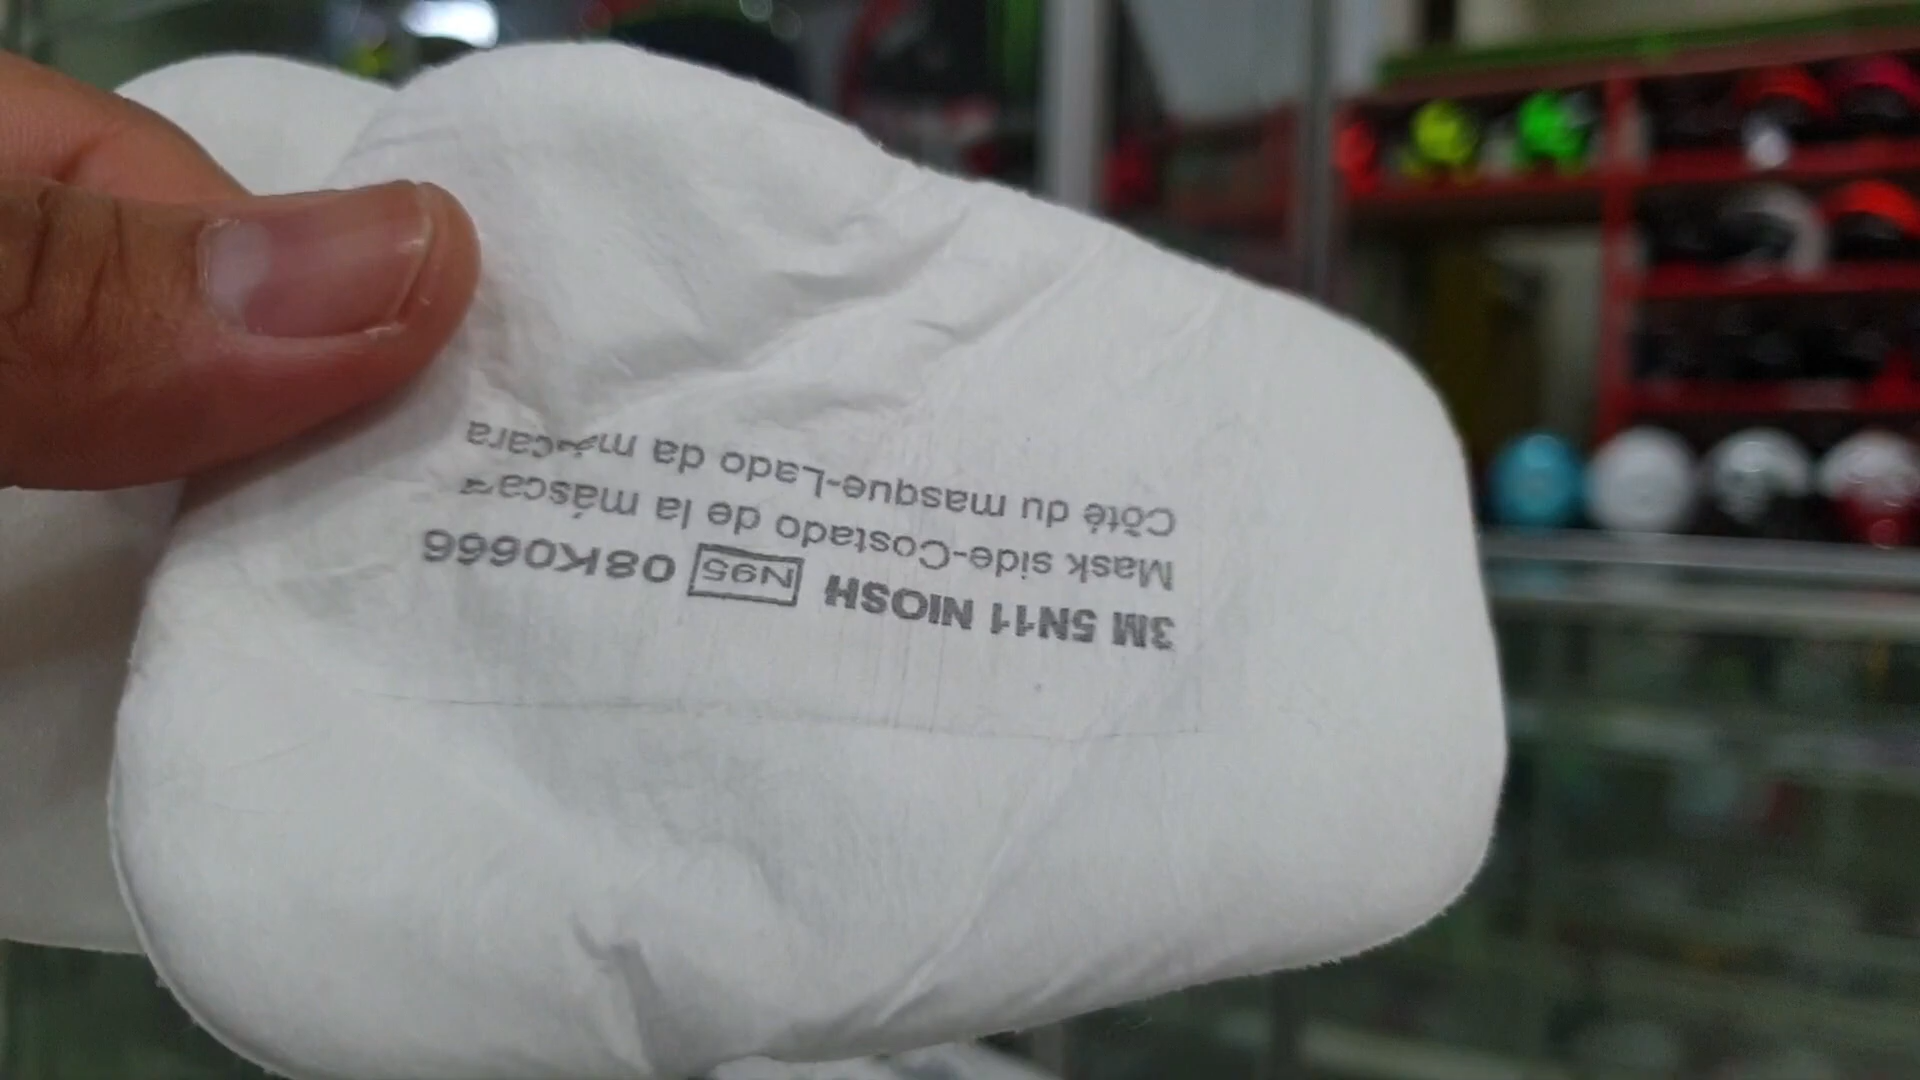 3M 5N11 NIOSH N95 08K0666
Mask side-Costado de la máscara
Côté du masque-Lado da máscara